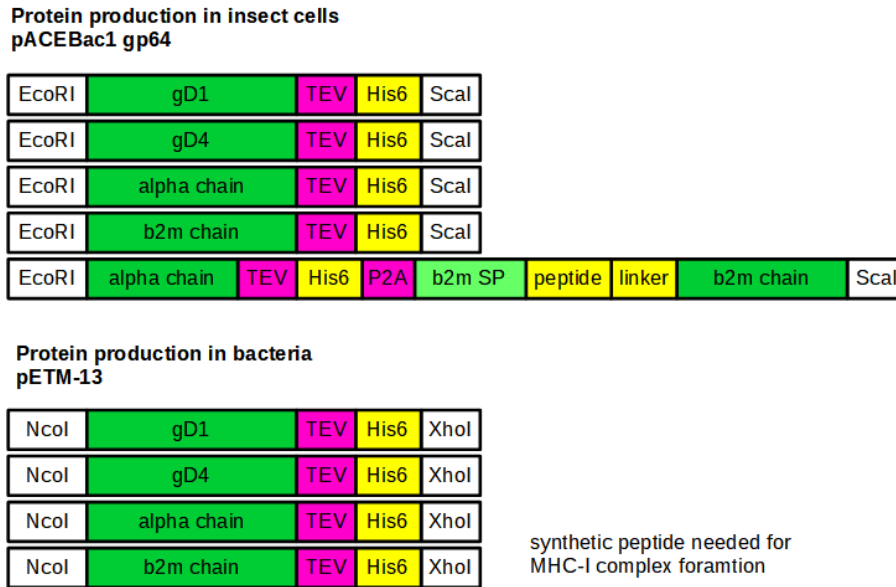 Protein production in insect cells
pACEBac1 gp64
EcoRI gD1 TEV His6 ScaI
EcoRI gD4 TEV His6 ScaI
EcoRI alpha chain TEV His6 ScaI
EcoRI b2m chain TEV His6 ScaI
EcoRI alpha chain TEV His6 P2A b2m SP peptide linker b2m chain ScaI
Protein production in bacteria
pETM-13
NcoI gD1 TEV His6 XhoI
NcoI gD4 TEV His6 XhoI
NcoI alpha chain TEV His6 XhoI
NcoI b2m chain TEV His6 XhoI
synthetic peptide needed for
MHC-I complex foramtion